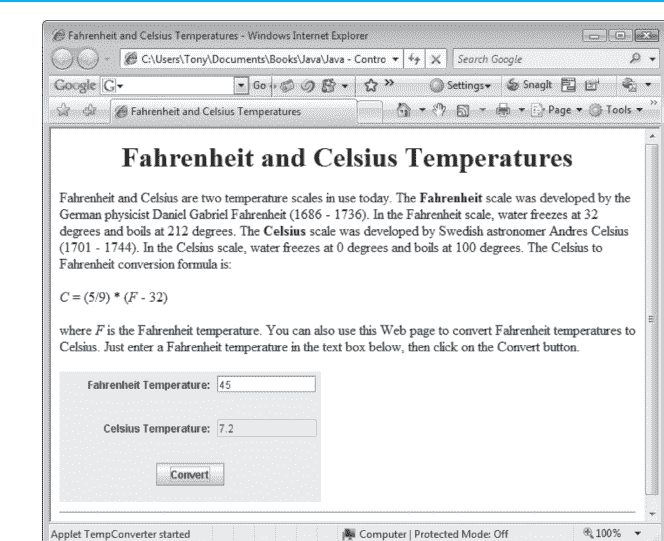 Fahrenheit and Celsius Temperatures - Windows Internet Explorer
C:\Users\Tony\Documents\Books\Java\Java - Contro
Search Google
Google G
Go
Settings
SnagIt
Fahrenheit and Celsius Temperatures
Page
Tools
Fahrenheit and Celsius Temperatures
Fahrenheit and Celsius are two temperature scales in use today. The Fahrenheit scale was developed by the
German physicist Daniel Gabriel Fahrenheit (1686 - 1736). In the Fahrenheit scale, water freezes at 32
degrees and boils at 212 degrees. The Celsius scale was developed by Swedish astronomer Andres Celsius
(1701 - 1744). In the Celsius scale, water freezes at 0 degrees and boils at 100 degrees. The Celsius to
Fahrenheit conversion formula is:
C = (5/9) * (F - 32)
where F is the Fahrenheit temperature. You can also use this Web page to convert Fahrenheit temperatures to
Celsius. Just enter a Fahrenheit temperature in the text box below, then click on the Convert button.
Fahrenheit Temperature: 45
Celsius Temperature: 7.2
Convert
Applet TempConverter started
Computer | Protected Mode: Off
100%